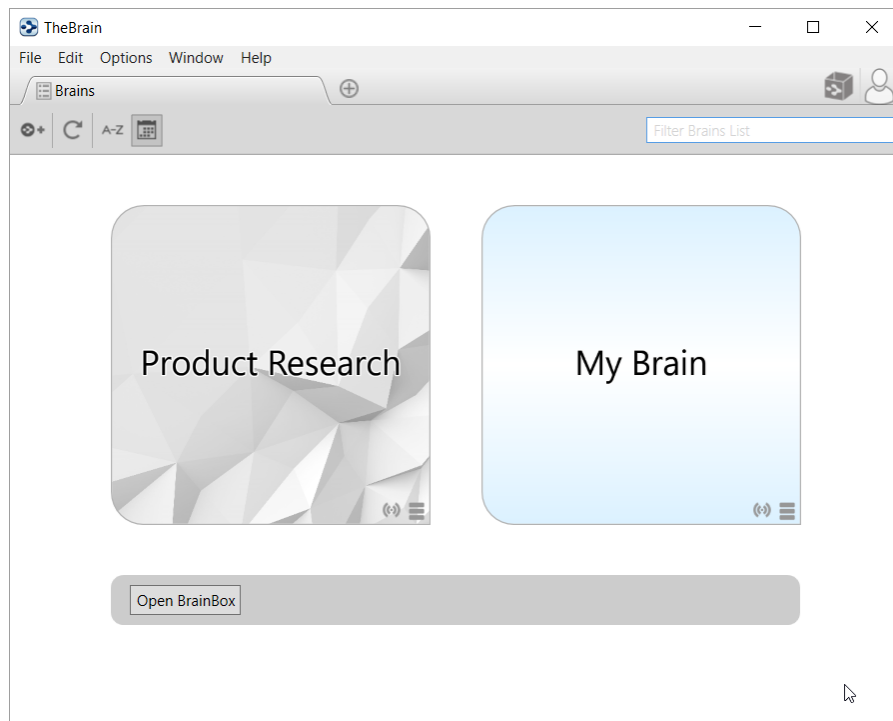 TheBrain
File Edit Options Window Help
Brains
A-Z
Filter Brains List
Product Research
My Brain
Open BrainBox